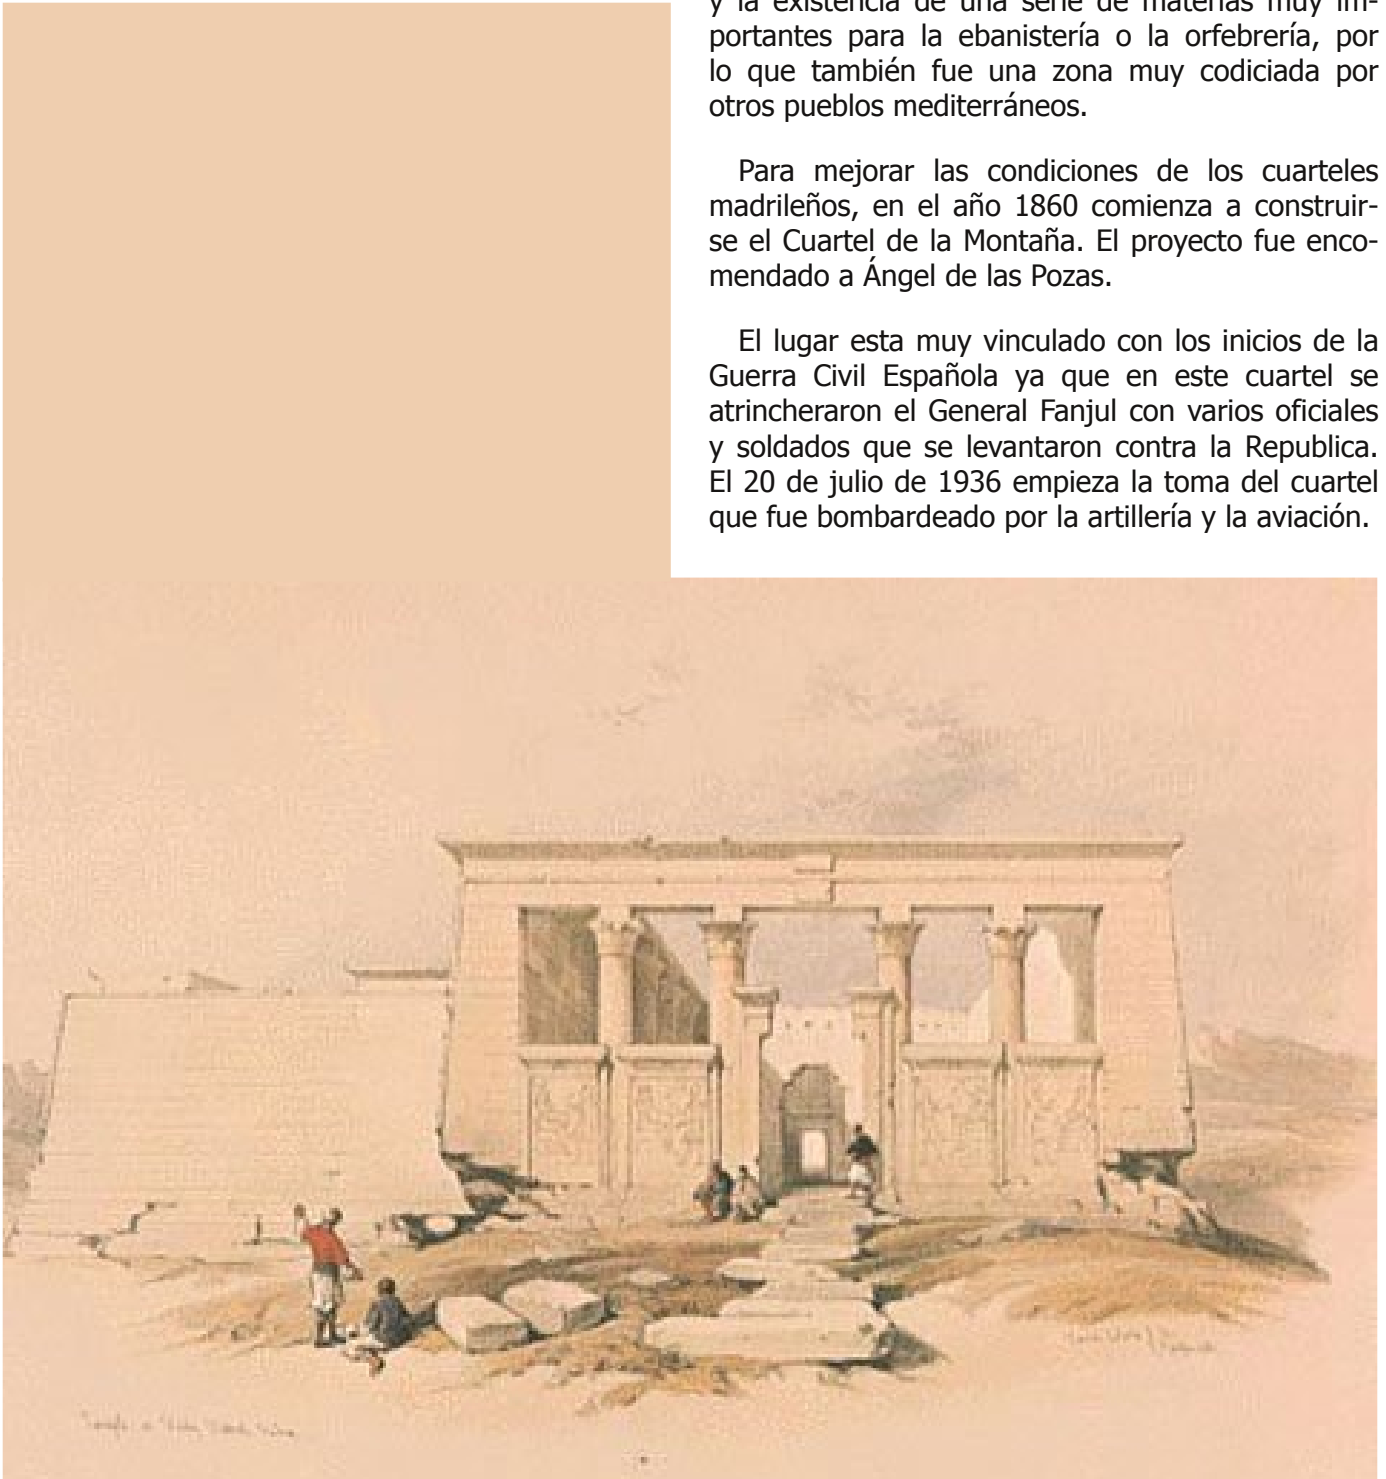 y la existencia de una serie de materias muy im-
portantes para la ebanistería o la orfebrería, por
lo que también fue una zona muy codiciada por
otros pueblos mediterráneos.
Para mejorar las condiciones de los cuarteles
madrileños, en el año 1860 comienza a construir-
se el Cuartel de la Montaña. El proyecto fue enco-
mendado a Ángel de las Pozas.
El lugar esta muy vinculado con los inicios de la
Guerra Civil Española ya que en este cuartel se
atrincheraron el General Fanjul con varios oficiales
y soldados que se levantaron contra la Republica.
El 20 de julio de 1936 empieza la toma del cuartel
que fue bombardeado por la artillería y la aviación.